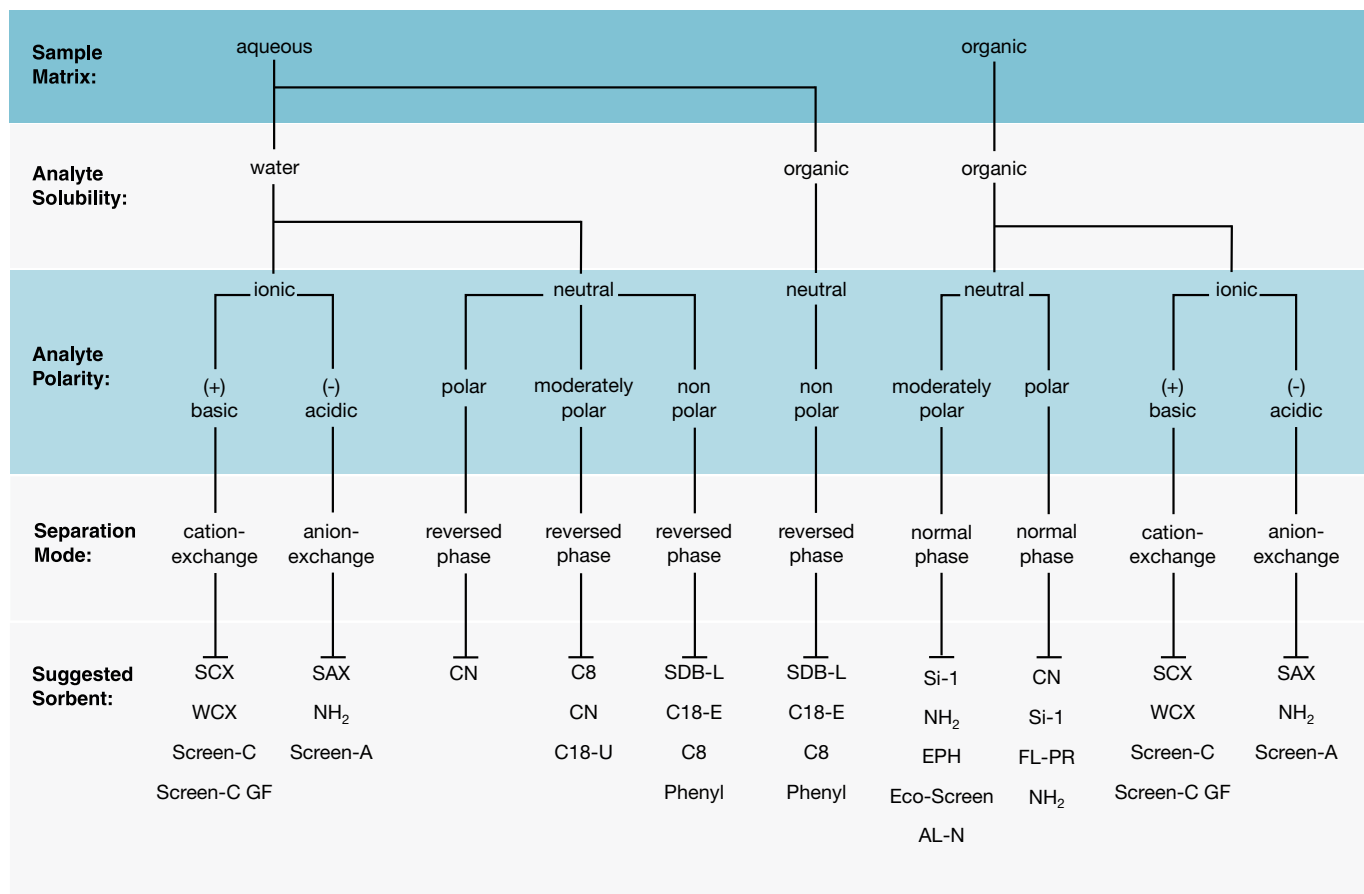 Sample
Matrix:
aqueous
organic
Analyte
Solubility:
water
organic
organic
Analyte
Polarity:
ionic
neutral
neutral
neutral
ionic
(+)
basic
(-)
acidic
polar
moderately
polar
non
polar
non
polar
moderately
polar
polar
(+)
basic
(-)
acidic
Separation
Mode:
cation-
exchange
anion-
exchange
reversed
phase
reversed
phase
reversed
phase
reversed
phase
normal
phase
normal
phase
cation-
exchange
anion-
exchange
Suggested
Sorbent:
SCX
WCX
Screen-C
Screen-C GF
SAX
NH₂
Screen-A
CN
C8
CN
C18-U
SDB-L
C18-E
C8
Phenyl
SDB-L
C18-E
C8
Phenyl
Si-1
NH₂
EPH
Eco-Screen
AL-N
CN
Si-1
FL-PR
NH₂
SCX
WCX
Screen-C
Screen-C GF
SAX
NH₂
Screen-A